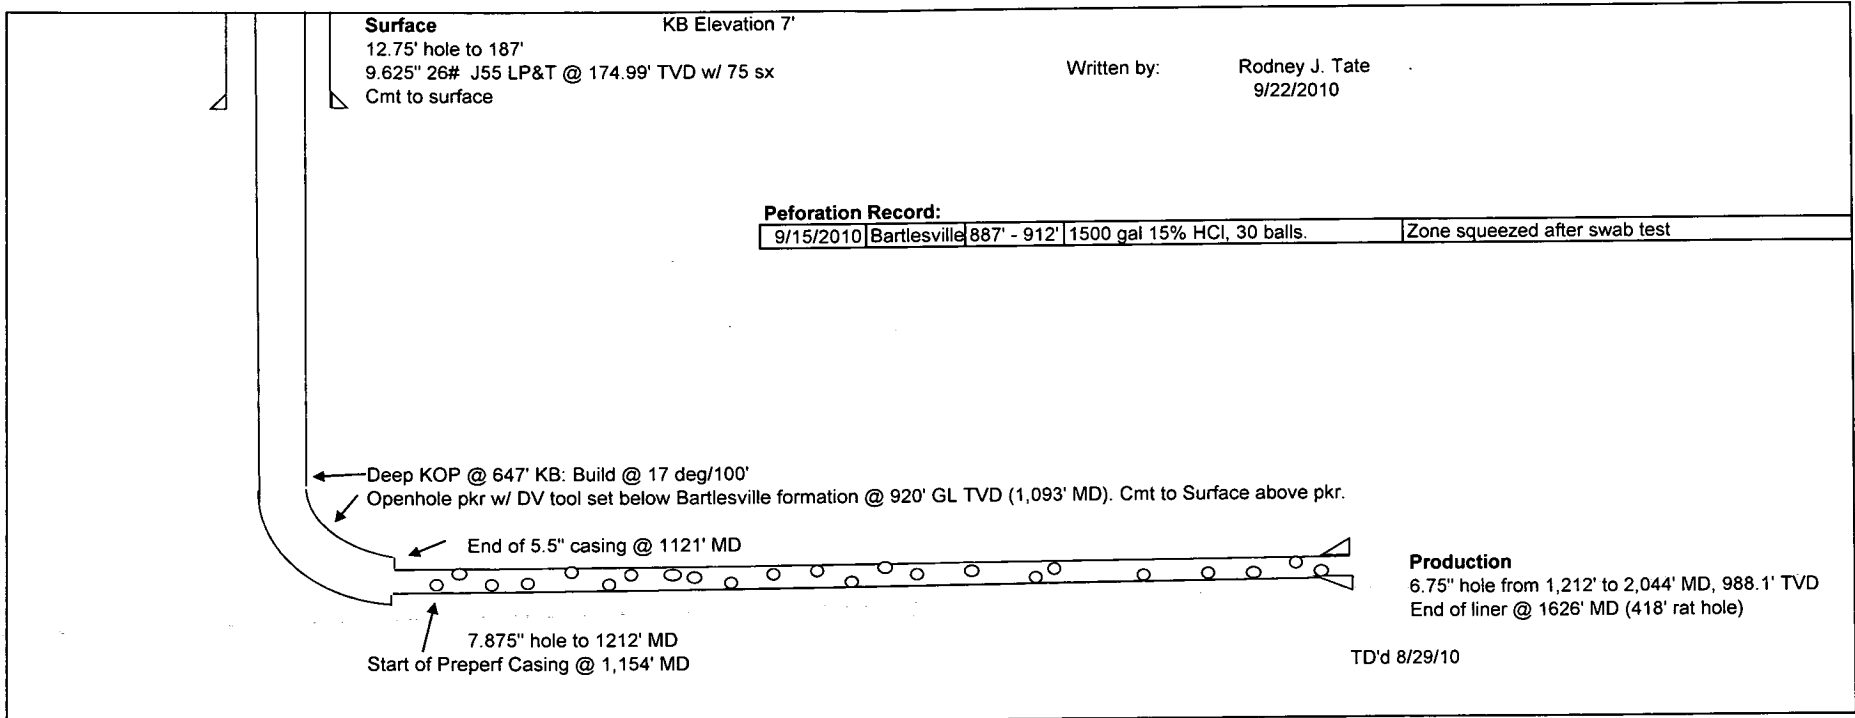 Surface KB Elevation 7'
12.75' hole to 187'
9.625" 26# J55 LP&T @ 174.99' TVD w/ 75 sx
Cmt to surface
Written by: Rodney J. Tate
9/22/2010
Peforation Record:
9/15/2010 Bartlesville 887' - 912' 1500 gal 15% HCl, 30 balls. Zone squeezed after swab test
Deep KOP @ 647' KB: Build @ 17 deg/100'
Openhole pkr w/ DV tool set below Bartlesville formation @ 920' GL TVD (1,093' MD). Cmt to Surface above pkr.
End of 5.5" casing @ 1121' MD
Production
6.75" hole from 1,212' to 2,044' MD, 988.1' TVD
End of liner @ 1626' MD (418' rat hole)
7.875" hole to 1212' MD
Start of Preperf Casing @ 1,154' MD
TD'd 8/29/10